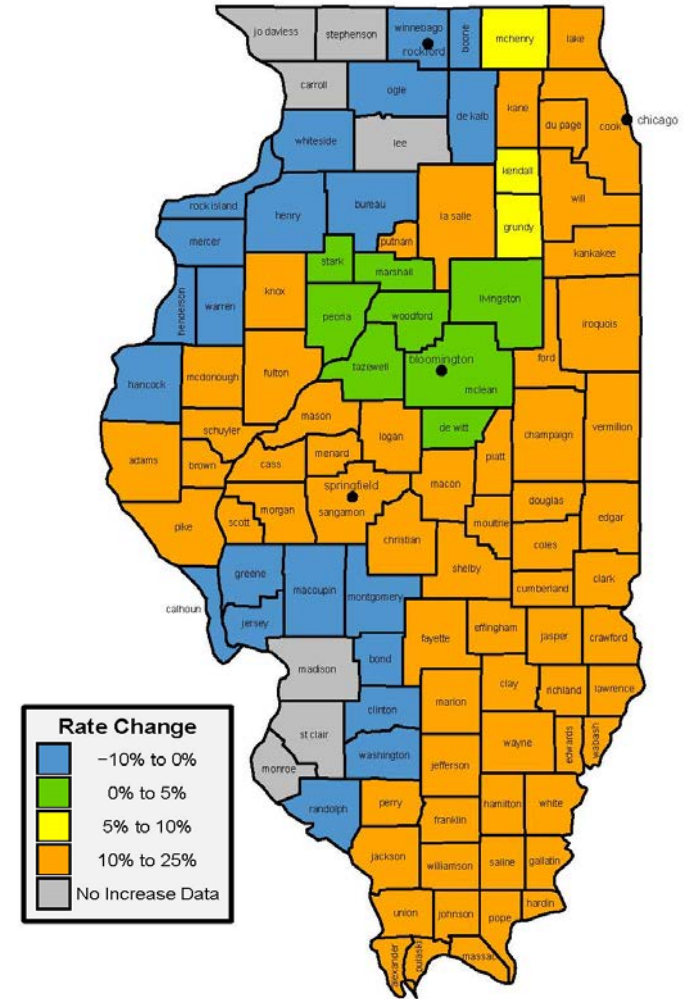 jo daviess
stephenson
winnebago
rockford
boone
mchenry
lake
carroll
ogle
de kalb
kane
du page
cook
chicago
whiteside
lee
kendall
will
rock island
henry
bureau
la salle
grundy
mercer
putnam
kankakee
stark
marshall
henderson
warren
knox
peoria
woodford
livingston
iroquois
ford
hancock
mcdonough
fulton
tazewell
bloomington
mclean
mason
schuyler
logan
de witt
champaign
vermilion
adams
brown
cass
menard
piatt
macon
springfield
sangamon
pike
scott
morgan
christian
moultrie
douglas
edgar
coles
shelby
cumberland
clark
greene
macoupin
montgomery
calhoun
jersey
fayette
effingham
jasper
crawford
madison
bond
clay
richland
lawrence
marion
clinton
st clair
washington
monroe
jefferson
wayne
edwards
wabash
randolph
perry
franklin
hamilton
white
jackson
williamson
saline
gallatin
union
johnson
pope
hardin
alexander
pulaski
massac
Rate Change
−10% to 0%
0% to 5%
5% to 10%
10% to 25%
No Increase Data